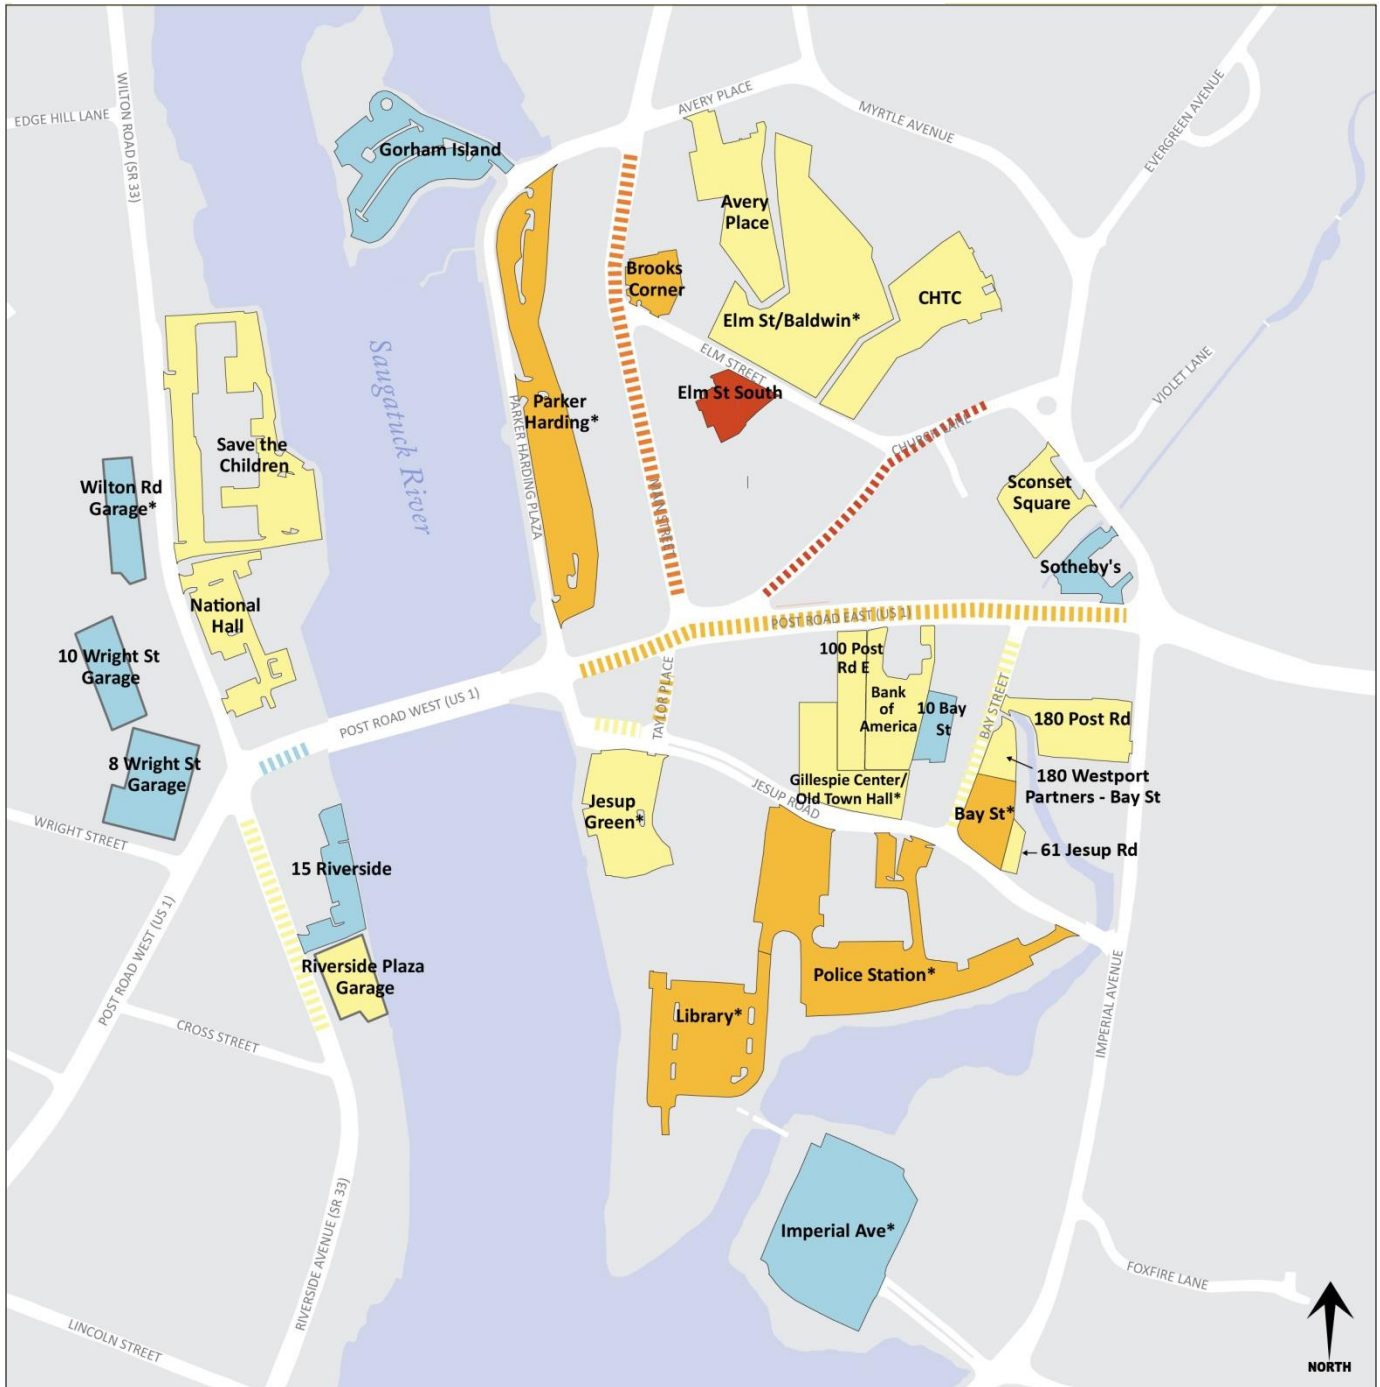 AVERY PLACE
MYRTLE AVENUE
EVERGREEN AVENUE
EDGE HILL LANE
WILTON ROAD (SR 33)
Gorham Island
Avery
Place
Brooks
Corner
CHTC
Elm St/Baldwin*
ELM STREET
Elm St South
Saugatuck River
Parker
Harding*
PARKER HARDING PLAZA
MAIN STREET
CHURCH LANE
VIOLET LANE
Save the
Children
Wilton Rd
Garage*
Sconset
Square
Sotheby's
National
Hall
10 Wright St
Garage
POST ROAD EAST (US 1)
100 Post
Rd E
Bank
of
America
10 Bay
St
BAY STREET
180 Post Rd
TAYLOR PLACE
POST ROAD WEST (US 1)
8 Wright St
Garage
Gillespie Center/
Old Town Hall*
180 Westport
Partners - Bay St
Jesup
Green*
JESUP ROAD
Bay St*
61 Jesup Rd
WRIGHT STREET
15 Riverside
Riverside Plaza
Garage
POST ROAD WEST (US 1)
Police Station*
Library*
CROSS STREET
IMPERIAL AVENUE
Imperial Ave*
RIVERSIDE AVENUE (SR 33)
FOXFIRE LANE
LINCOLN STREET
NORTH